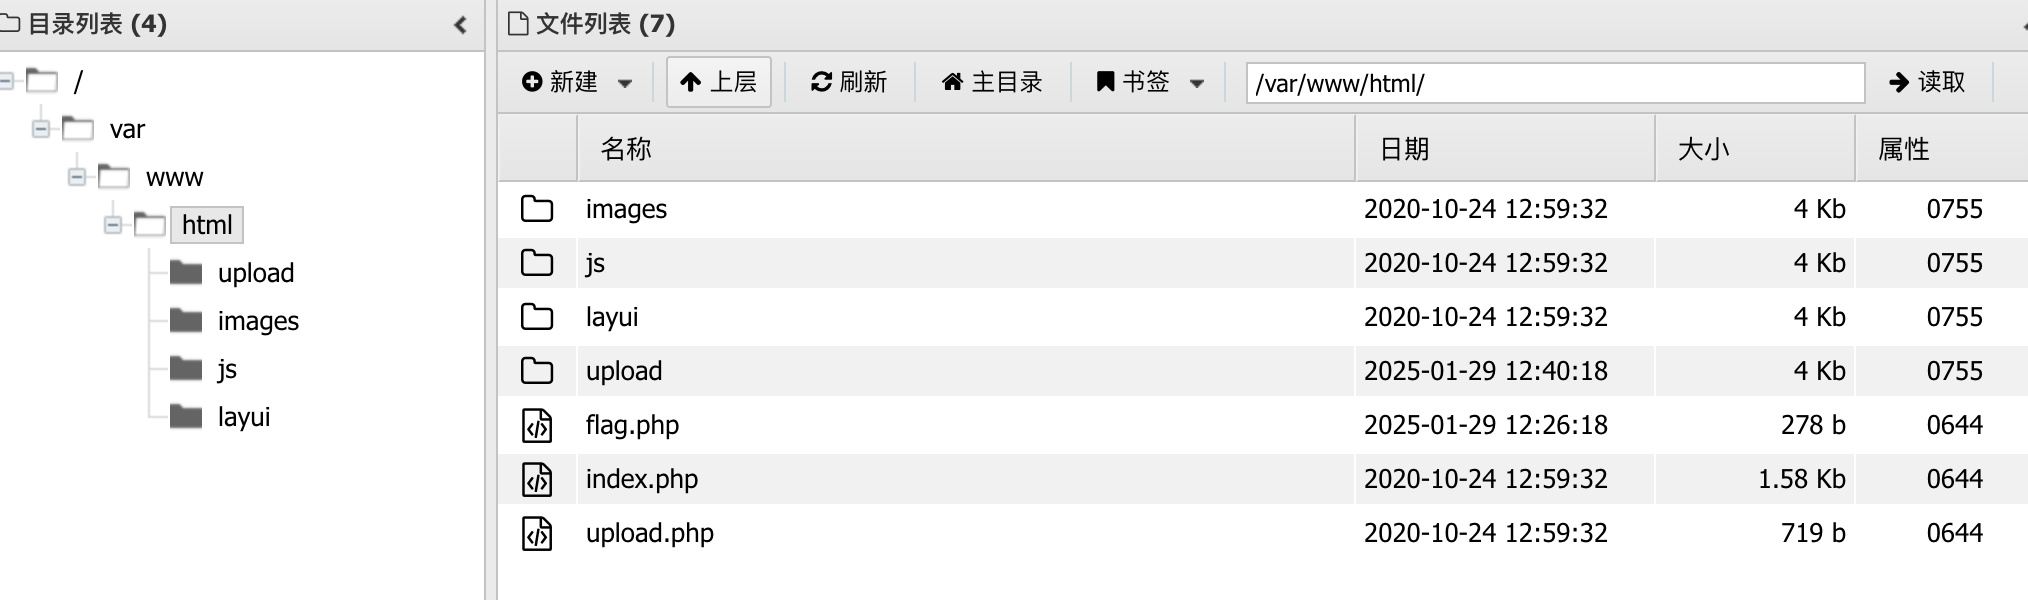 目录列表 (4)
/
var
www
html
upload
images
js
layui
文件列表 (7)
新建 上层 刷新 主目录 书签 /var/www/html/ 读取
名称 日期 大小 属性
images 2020-10-24 12:59:32 4 Kb 0755
js 2020-10-24 12:59:32 4 Kb 0755
layui 2020-10-24 12:59:32 4 Kb 0755
upload 2025-01-29 12:40:18 4 Kb 0755
flag.php 2025-01-29 12:26:18 278 b 0644
index.php 2020-10-24 12:59:32 1.58 Kb 0644
upload.php 2020-10-24 12:59:32 719 b 0644